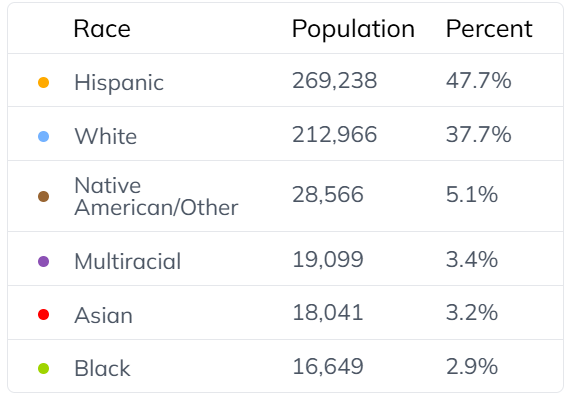 Race Population Percent
Hispanic 269,238 47.7%
White 212,966 37.7%
Native
American/Other 28,566 5.1%
Multiracial 19,099 3.4%
Asian 18,041 3.2%
Black 16,649 2.9%